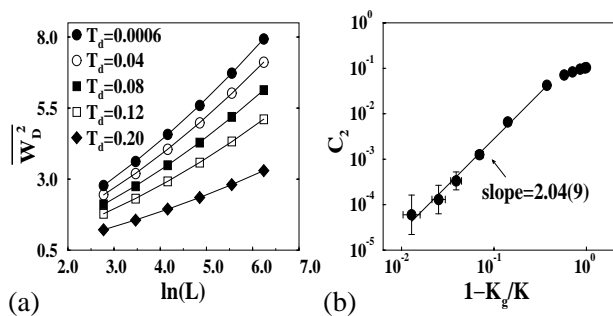 8.0
5.5
3.0
0.5
W_D^2
T_d=0.0006
T_d=0.04
T_d=0.08
T_d=0.12
T_d=0.20
2.0 3.0 4.0 5.0 6.0 7.0
ln(L)
(a)
10^0
10^-1
10^-2
10^-3
10^-4
10^-5
C_2
slope=2.04(9)
10^-2 10^-1 10^0
1−K_g/K
(b)